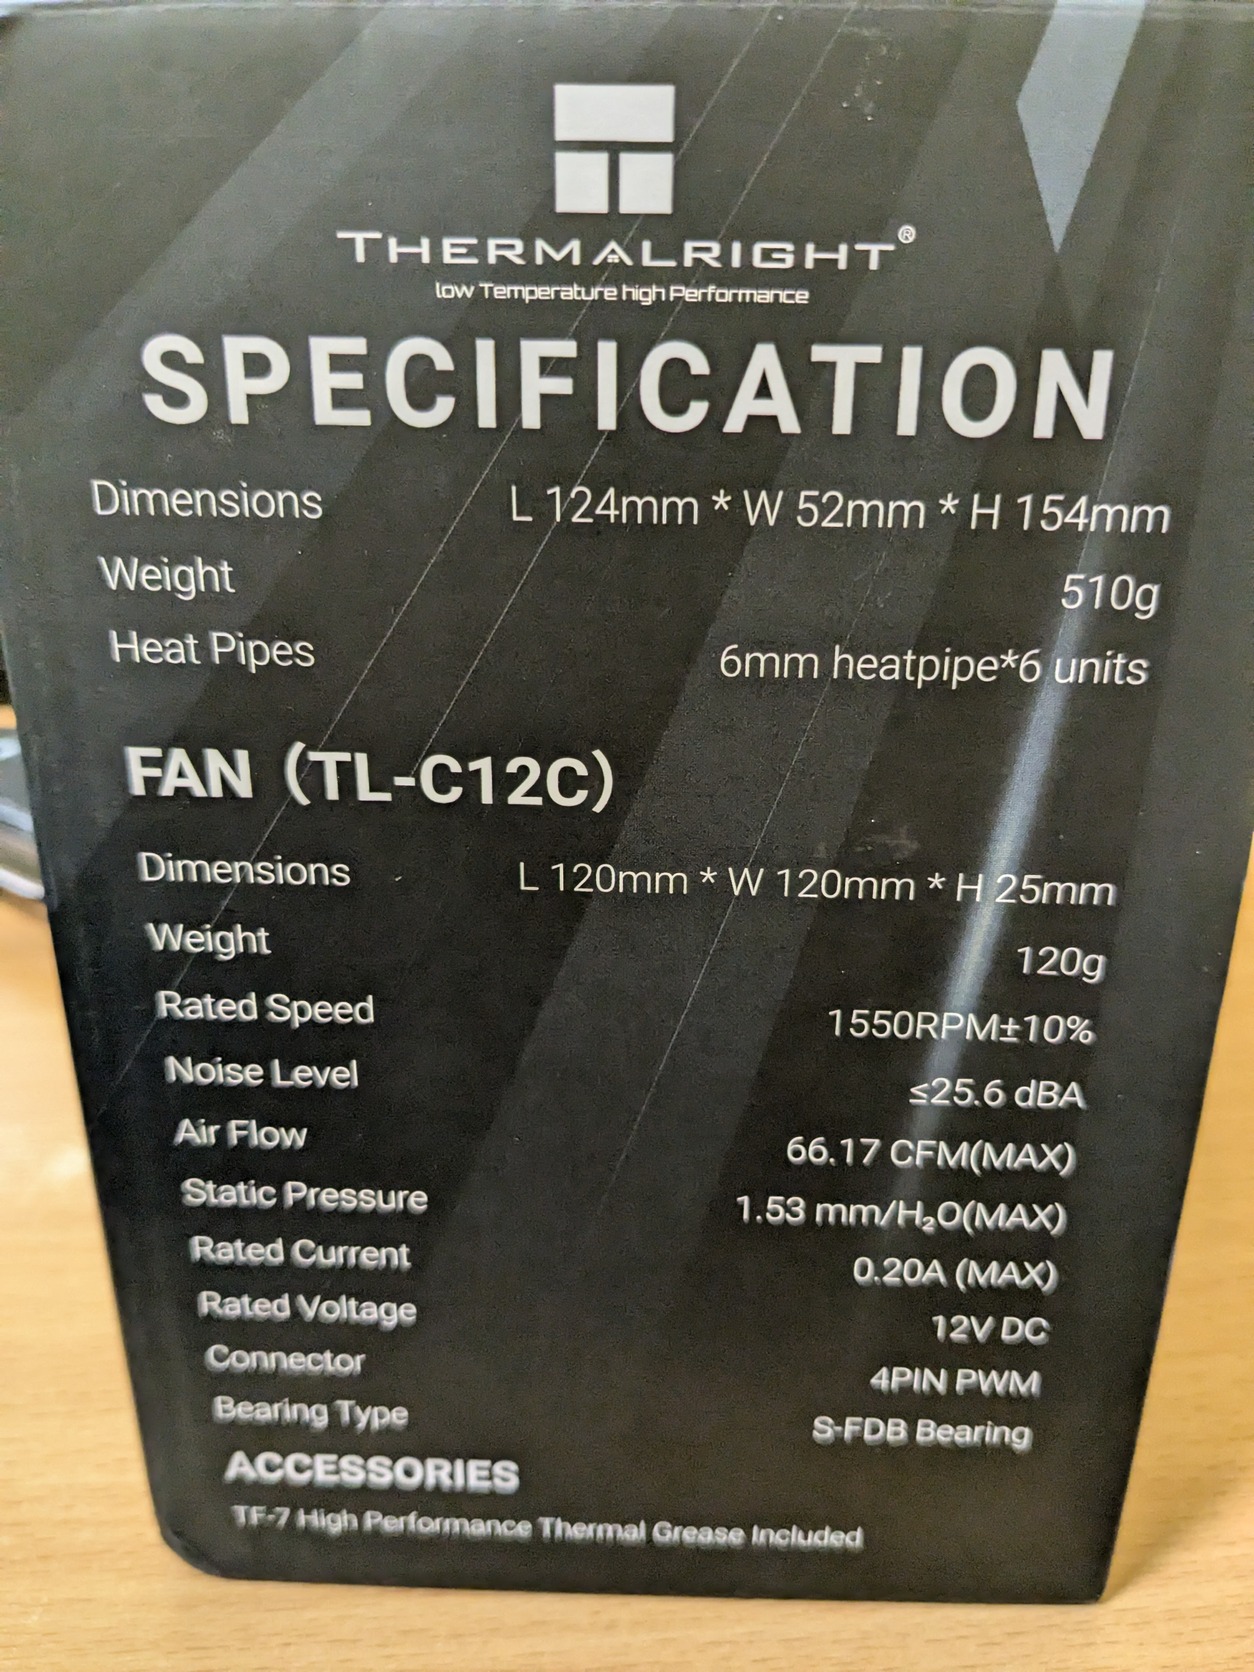 THERMALRIGHT®
low Temperature high Performance
SPECIFICATION
Dimensions L 124mm * W 52mm * H 154mm
Weight 510g
Heat Pipes 6mm heatpipe*6 units
FAN (TL-C12C)
Dimensions L 120mm * W 120mm * H 25mm
Weight 120g
Rated Speed 1550RPM±10%
Noise Level ≤25.6 dBA
Air Flow 66.17 CFM(MAX)
Static Pressure 1.53 mm/H₂O(MAX)
Rated Current 0.20A (MAX)
Rated Voltage 12V DC
Connector 4PIN PWM
Bearing Type S-FDB Bearing
ACCESSORIES
TF-7 High Performance Thermal Grease Included